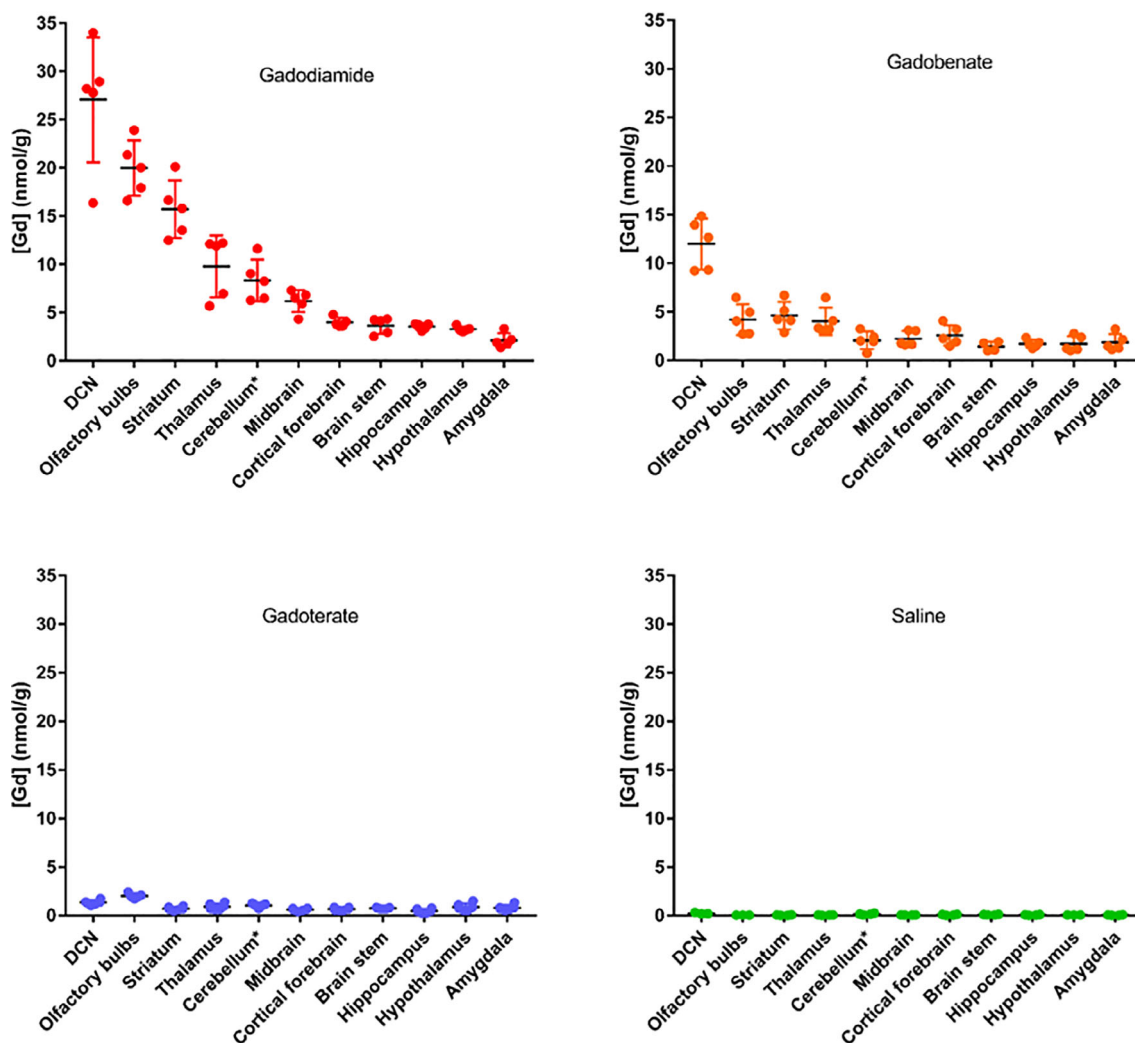 Gadodiamide
[Gd] (nmol/g)
35
30
25
20
15
10
5
0
DCN
Olfactory bulbs
Striatum
Thalamus
Cerebellum*
Midbrain
Cortical forebrain
Brain stem
Hippocampus
Hypothalamus
Amygdala
Gadobenate
[Gd] (nmol/g)
35
30
25
20
15
10
5
0
DCN
Olfactory bulbs
Striatum
Thalamus
Cerebellum*
Midbrain
Cortical forebrain
Brain stem
Hippocampus
Hypothalamus
Amygdala
Gadoterate
[Gd] (nmol/g)
35
30
25
20
15
10
5
0
DCN
Olfactory bulbs
Striatum
Thalamus
Cerebellum*
Midbrain
Cortical forebrain
Brain stem
Hippocampus
Hypothalamus
Amygdala
Saline
[Gd] (nmol/g)
35
30
25
20
15
10
5
0
DCN
Olfactory bulbs
Striatum
Thalamus
Cerebellum*
Midbrain
Cortical forebrain
Brain stem
Hippocampus
Hypothalamus
Amygdala